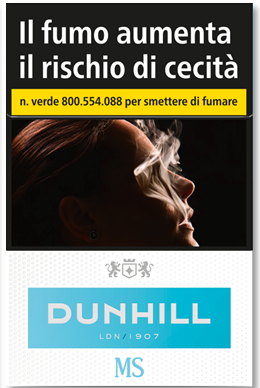 Il fumo aumenta
il rischio di cecità
n. verde 800.554.088 per smettere di fumare
DUNHILL
LDN/1907
MS